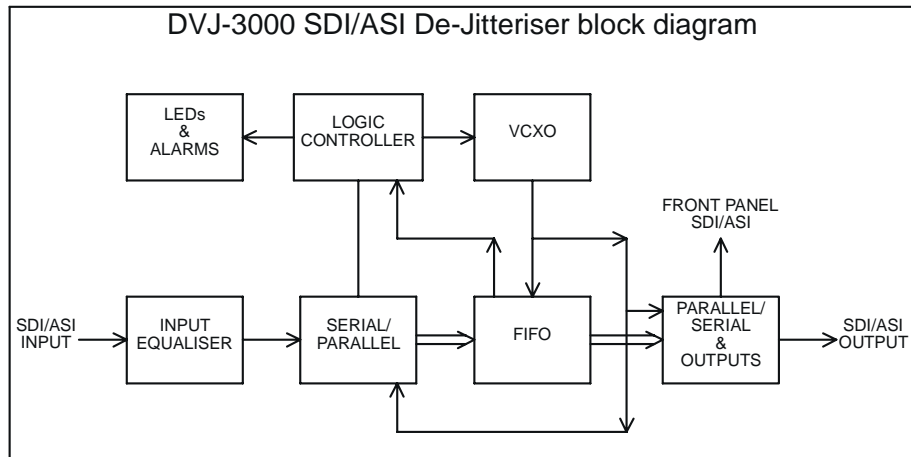 DVJ-3000 SDI/ASI De-Jitteriser block diagram
LEDs
&
ALARMS
LOGIC
CONTROLLER
VCXO
FRONT PANEL
SDI/ASI
SDI/ASI
INPUT
INPUT
EQUALISER
SERIAL/
PARALLEL
FIFO
PARALLEL/
SERIAL
&
OUTPUTS
SDI/ASI
OUTPUT